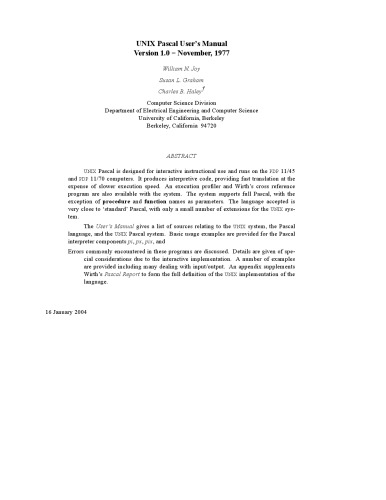 UNIX Pascal User's Manual
Version 1.0 − November, 1977
William N. Joy
Susan L. Graham
Charles B. Haley†
Computer Science Division
Department of Electrical Engineering and Computer Science
University of California, Berkeley
Berkeley, California 94720
ABSTRACT
UNIX Pascal is designed for interactive instructional use and runs on the PDP 11/45
and PDP 11/70 computers. It produces interpretive code, providing fast translation at the
expense of slower execution speed. An execution profiler and Wirth's cross reference
program are also available with the system. The system supports full Pascal, with the
exception of procedure and function names as parameters. The language accepted is
very close to 'standard' Pascal, with only a small number of extensions for the UNIX sys-
tem.
The User's Manual gives a list of sources relating to the UNIX system, the Pascal
language, and the UNIX Pascal system. Basic usage examples are provided for the Pascal
interpreter components pi, px, pix, and
Errors commonly encountered in these programs are discussed. Details are given of spe-
cial considerations due to the interactive implementation. A number of examples
are provided including many dealing with input/output. An appendix supplements
Wirth's Pascal Report to form the full definition of the UNIX implementation of the
language.
16 January 2004